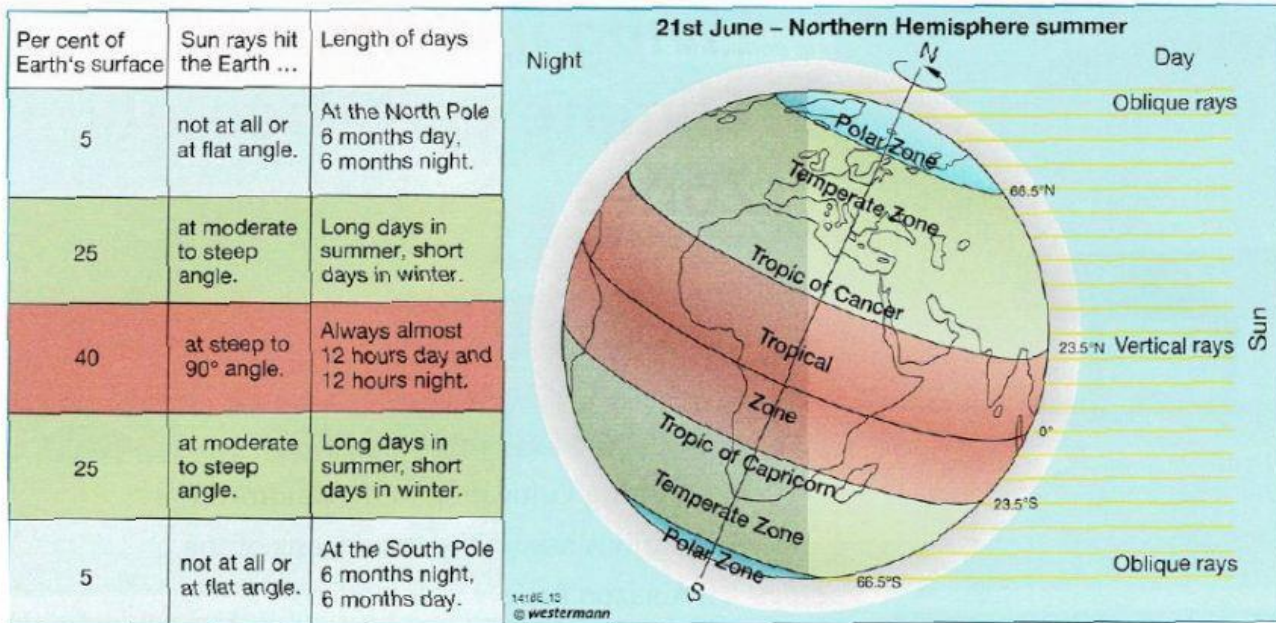 Per cent of
Earth's surface
Sun rays hit
the Earth ...
Length of days
5
not at all or
at flat angle.
At the North Pole
6 months day,
6 months night.
25
at moderate
to steep
angle.
Long days in
summer, short
days in winter.
40
at steep to
90° angle.
Always almost
12 hours day and
12 hours night.
25
at moderate
to steep
angle.
Long days in
summer, short
days in winter.
5
not at all or
at flat angle.
At the South Pole
6 months night,
6 months day.
21st June – Northern Hemisphere summer
Night
N
Day
Oblique rays
Polar Zone
66.5°N
Temperate Zone
Tropic of Cancer
23.5°N
Vertical rays
Sun
Tropical
Zone
0°
Tropic of Capricorn
23.5°S
Temperate Zone
Polar Zone
66.5°S
Oblique rays
S
© westermann